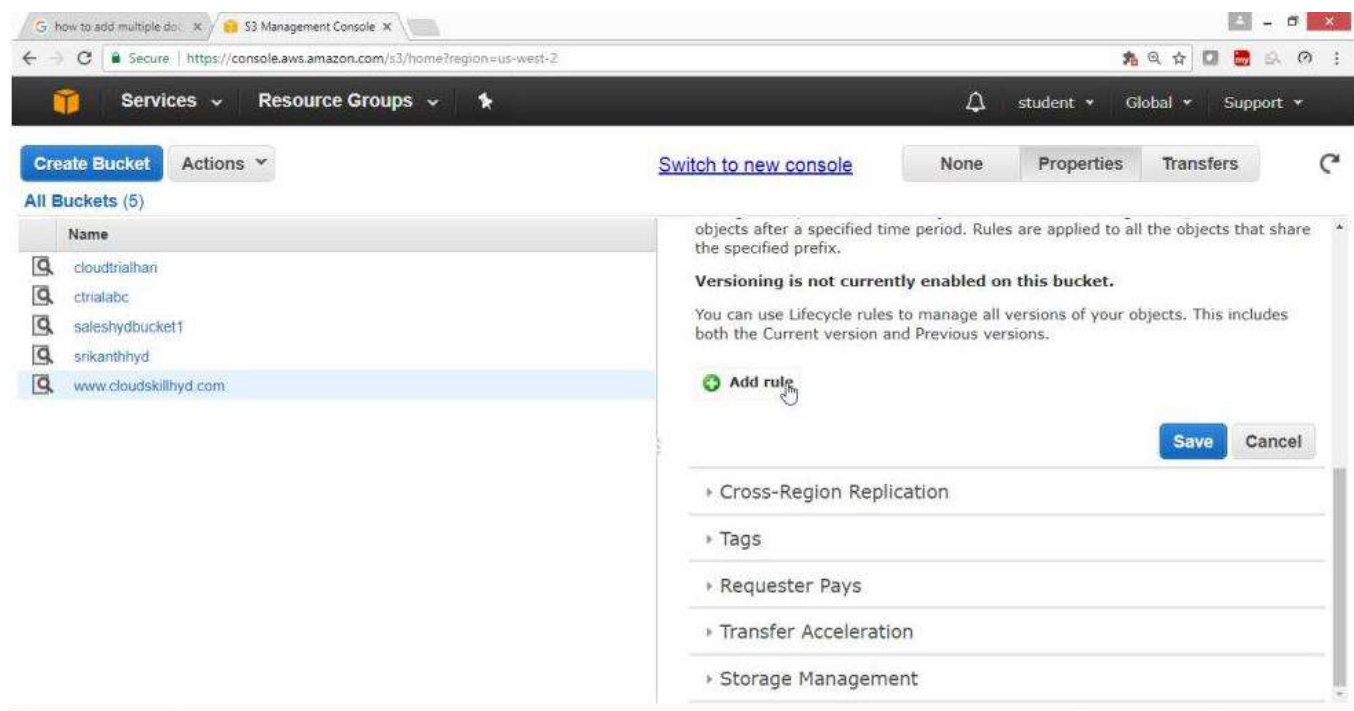 how to add multiple do
S3 Management Console
Secure | https://console.aws.amazon.com/s3/home?region=us-west-2
Services Resource Groups student Global Support
Create Bucket Actions Switch to new console None Properties Transfers
All Buckets (5)
Name
cloudtrialhari
ctrialabc
saleshydbucket1
srikanthhyd
www.cloudskillhyd.com
objects after a specified time period. Rules are applied to all the objects that share
the specified prefix.
Versioning is not currently enabled on this bucket.
You can use Lifecycle rules to manage all versions of your objects. This includes
both the Current version and Previous versions.
Add rule
Save Cancel
Cross-Region Replication
Tags
Requester Pays
Transfer Acceleration
Storage Management